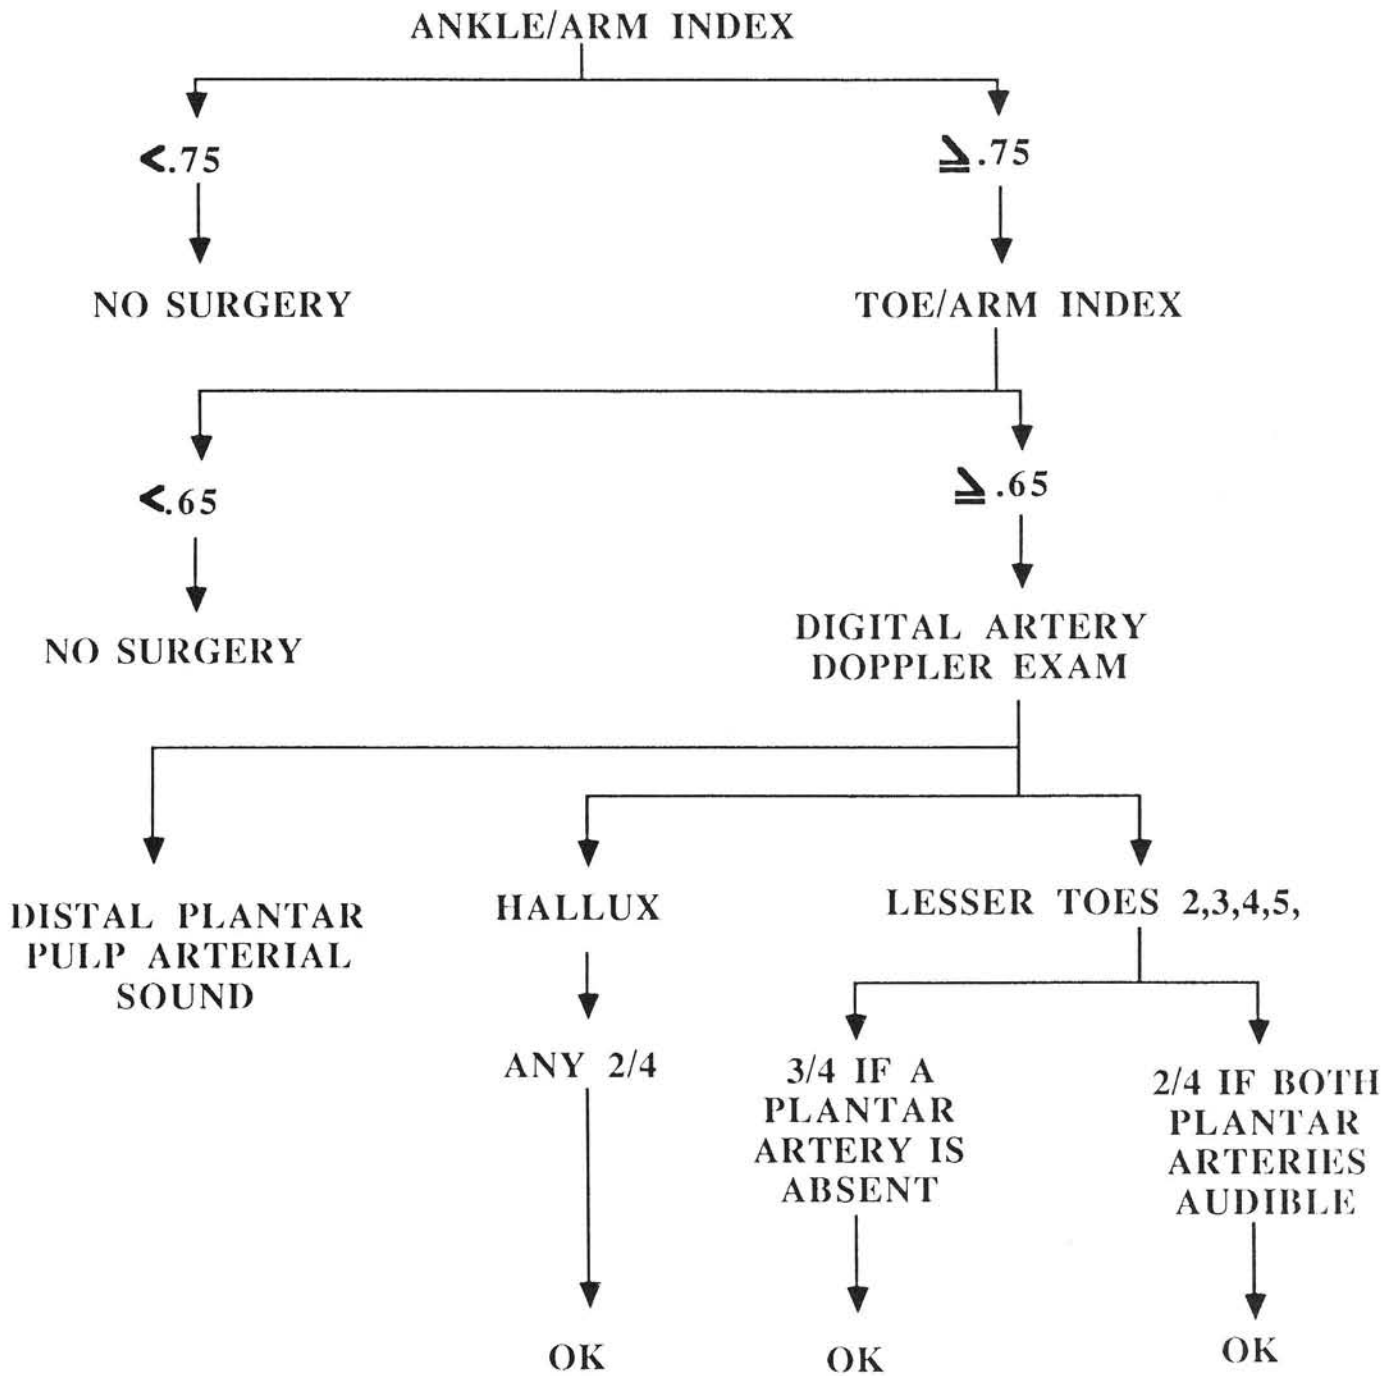 ANKLE/ARM INDEX
<.75
≧.75
NO SURGERY
TOE/ARM INDEX
<.65
≧.65
NO SURGERY
DIGITAL ARTERY
DOPPLER EXAM
DISTAL PLANTAR
PULP ARTERIAL
SOUND
HALLUX
LESSER TOES 2,3,4,5,
ANY 2/4
3/4 IF A
PLANTAR
ARTERY IS
ABSENT
2/4 IF BOTH
PLANTAR
ARTERIES
AUDIBLE
OK
OK
OK